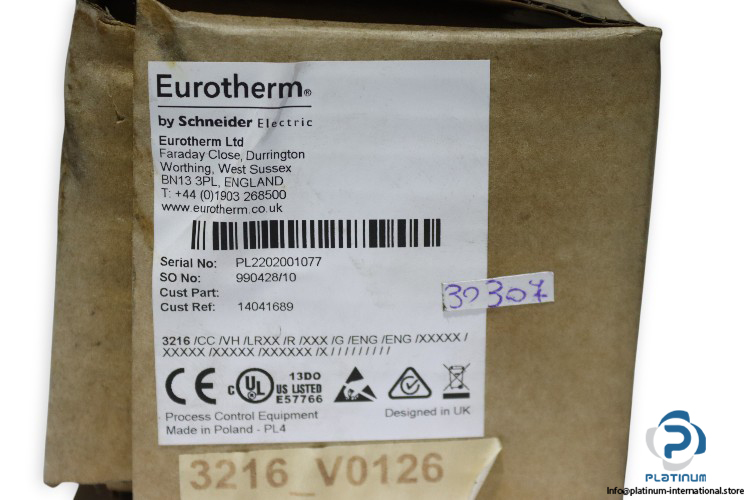 Eurotherm®
by Schneider Electric
Eurotherm Ltd
Faraday Close, Durrington
Worthing, West Sussex
BN13 3PL, ENGLAND
T: +44 (0)1903 268500
www.eurotherm.co.uk
Serial No: PL2202001077
SO No: 990428/10
Cust Part:
Cust Ref: 14041689
30307
3216 /CC /VH /LRXX /R /XXX /G /ENG /ENG /XXXXX /
XXXXX /XXXXX /XXXXXX /X / / / / / / / / /
CE c UL US LISTED
13DO
E57766
Process Control Equipment
Made in Poland - PL4
Designed in UK
3216_V0126
PLATINUM
Info@platinum-international.store